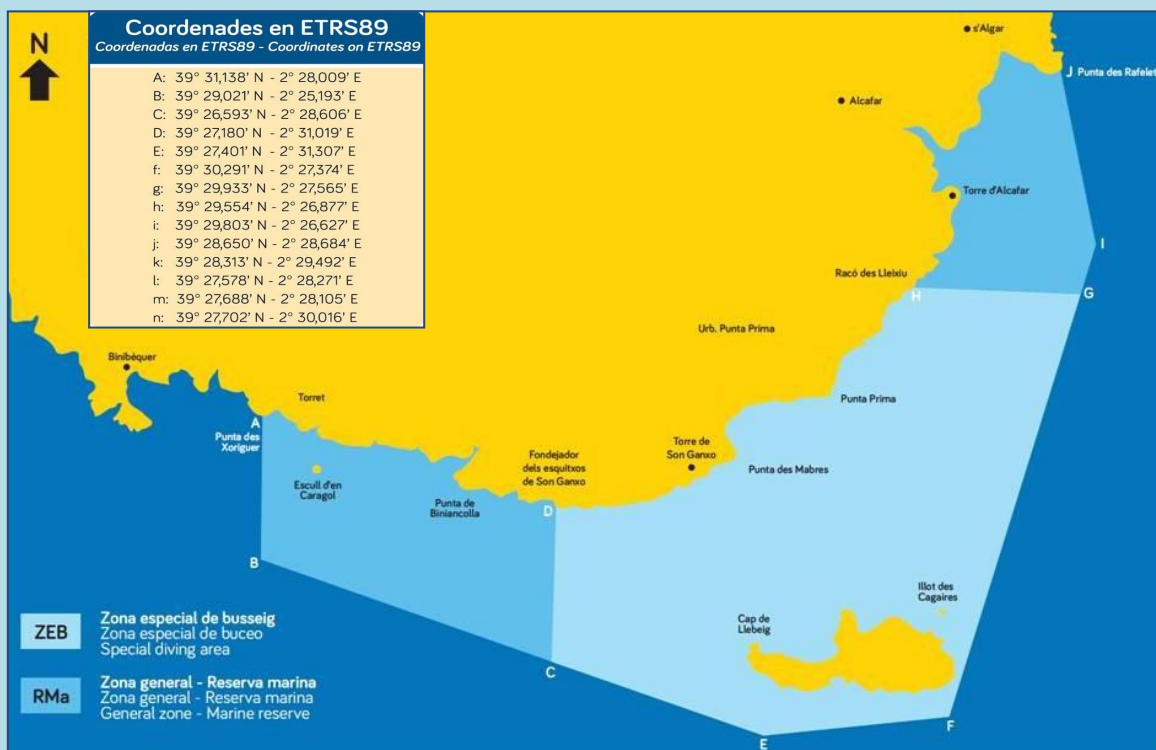 Coordenades en ETRS89
Coordenadas en ETRS89 - Coordinates on ETRS89
A: 39° 31,138' N - 2° 28,009' E
B: 39° 29,021' N - 2° 25,193' E
C: 39° 26,593' N - 2° 28,606' E
D: 39° 27,180' N - 2° 31,019' E
E: 39° 27,401' N - 2° 31,307' E
f: 39° 30,291' N - 2° 27,374' E
g: 39° 29,933' N - 2° 27,565' E
h: 39° 29,554' N - 2° 26,877' E
i: 39° 29,803' N - 2° 26,627' E
j: 39° 28,650' N - 2° 28,684' E
k: 39° 28,313' N - 2° 29,492' E
l: 39° 27,578' N - 2° 28,271' E
m: 39° 27,688' N - 2° 28,105' E
n: 39° 27,702' N - 2° 30,016' E
N
s'Algar
J Punta des Rafelet
Alcafar
Torre d'Alcafar
I
Racó des Lleixiu
H
G
Urb. Punta Prima
Binibèquer
Torret
Punta Prima
A
Punta des
Xoriguer
Torre de
Son Ganxo
Fondejador
dels esquitxos
de Son Ganxo
Punta des Mabres
Escull d'en
Caragol
Punta de
Biniancolla
D
B
Illot des
Cagaires
Cap de
Llebeig
C
F
E
ZEB
Zona especial de busseig
Zona especial de buceo
Special diving area
RMa
Zona general - Reserva marina
Zona general - Reserva marina
General zone - Marine reserve